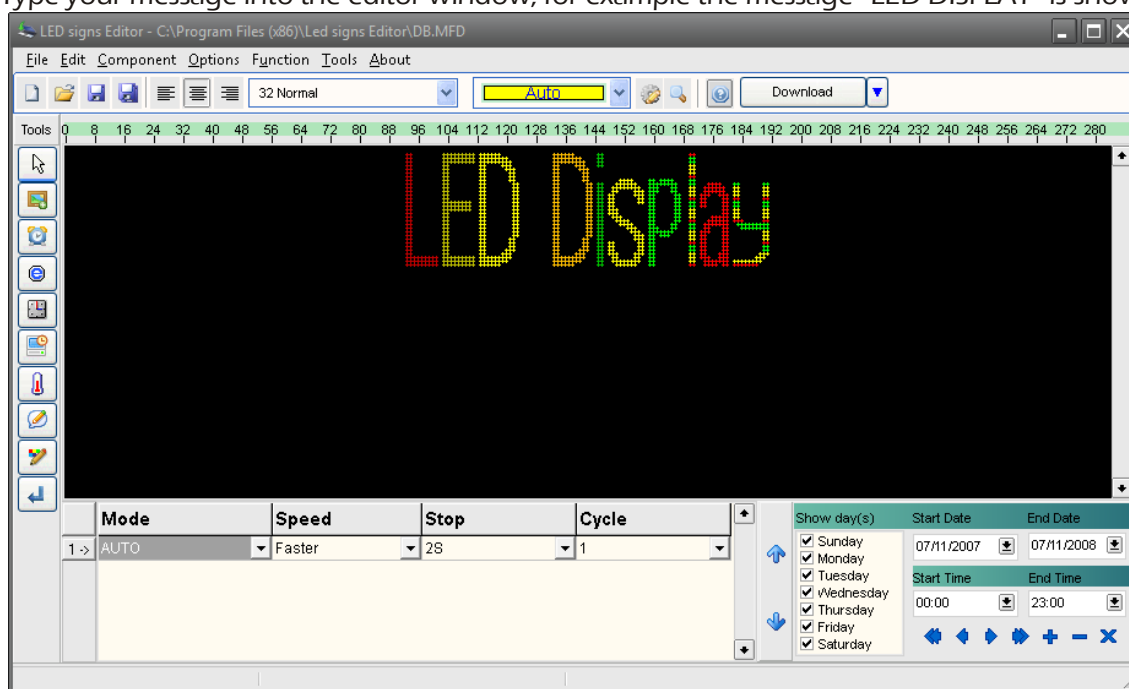 Type your message into the editor window, for example the message "LED DISPLAY" is show
LED signs Editor - C:\Program Files (x86)\Led signs Editor\DB.MFD
File Edit Component Options Function Tools About
32 Normal Auto Download
Tools 0 8 16 24 32 40 48 56 64 72 80 88 96 104 112 120 128 136 144 152 160 168 176 184 192 200 208 216 224 232 240 248 256 264 272 280
LED Display
Mode Speed Stop Cycle
1-> AUTO Faster 2S 1
Show day(s) Start Date End Date
Sunday
Monday
Tuesday
Wednesday
Thursday
Friday
Saturday
07/11/2007 07/11/2008
Start Time End Time
00:00 23:00